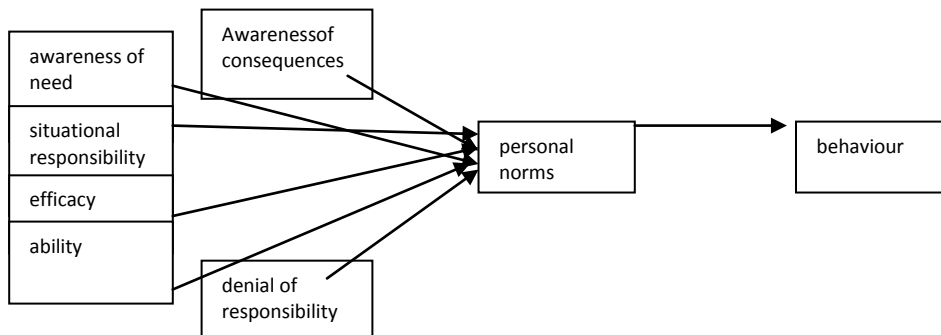 awareness of
need
situational
responsibility
efficacy
ability
Awarenessof
consequences
denial of
responsibility
personal
norms
behaviour